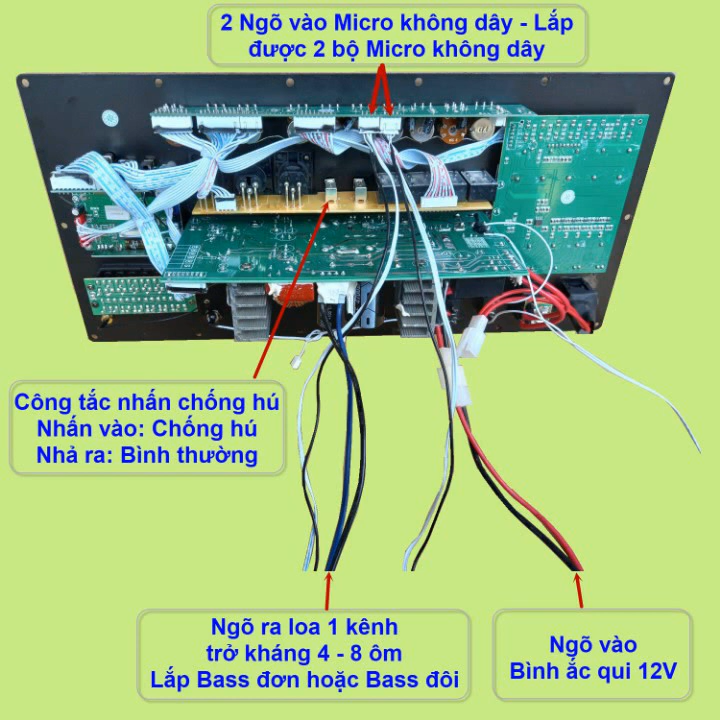 2 Ngõ vào Micro không dây - Lắp
được 2 bộ Micro không dây
Công tắc nhấn chống hú
Nhấn vào: Chống hú
Nhả ra: Bình thường
Ngõ ra loa 1 kênh
trở kháng 4 - 8 ôm
Lắp Bass đơn hoặc Bass đôi
Ngõ vào
Bình ắc qui 12V